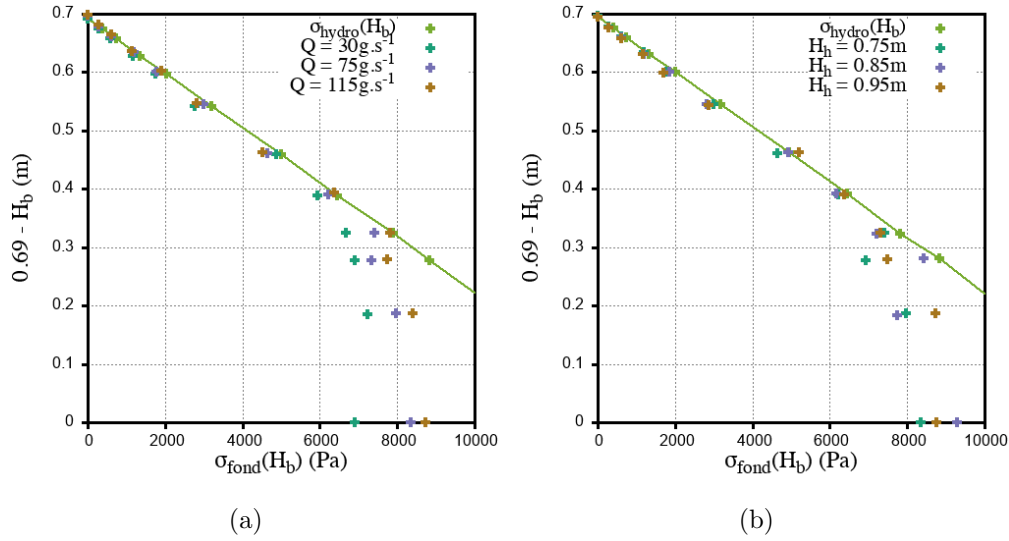 0.7
0.6
0.5
0.4
0.3
0.2
0.1
0
0.69 - H_b (m)
σ_hydro(H_b)
Q = 30g.s⁻¹
Q = 75g.s⁻¹
Q = 115g.s⁻¹
0 2000 4000 6000 8000 10000
σ_fond(H_b) (Pa)
(a)
0.7
0.6
0.5
0.4
0.3
0.2
0.1
0
0.69 - H_b (m)
σ_hydro(H_b)
H_h = 0.75m
H_h = 0.85m
H_h = 0.95m
0 2000 4000 6000 8000 10000
σ_fond(H_b) (Pa)
(b)